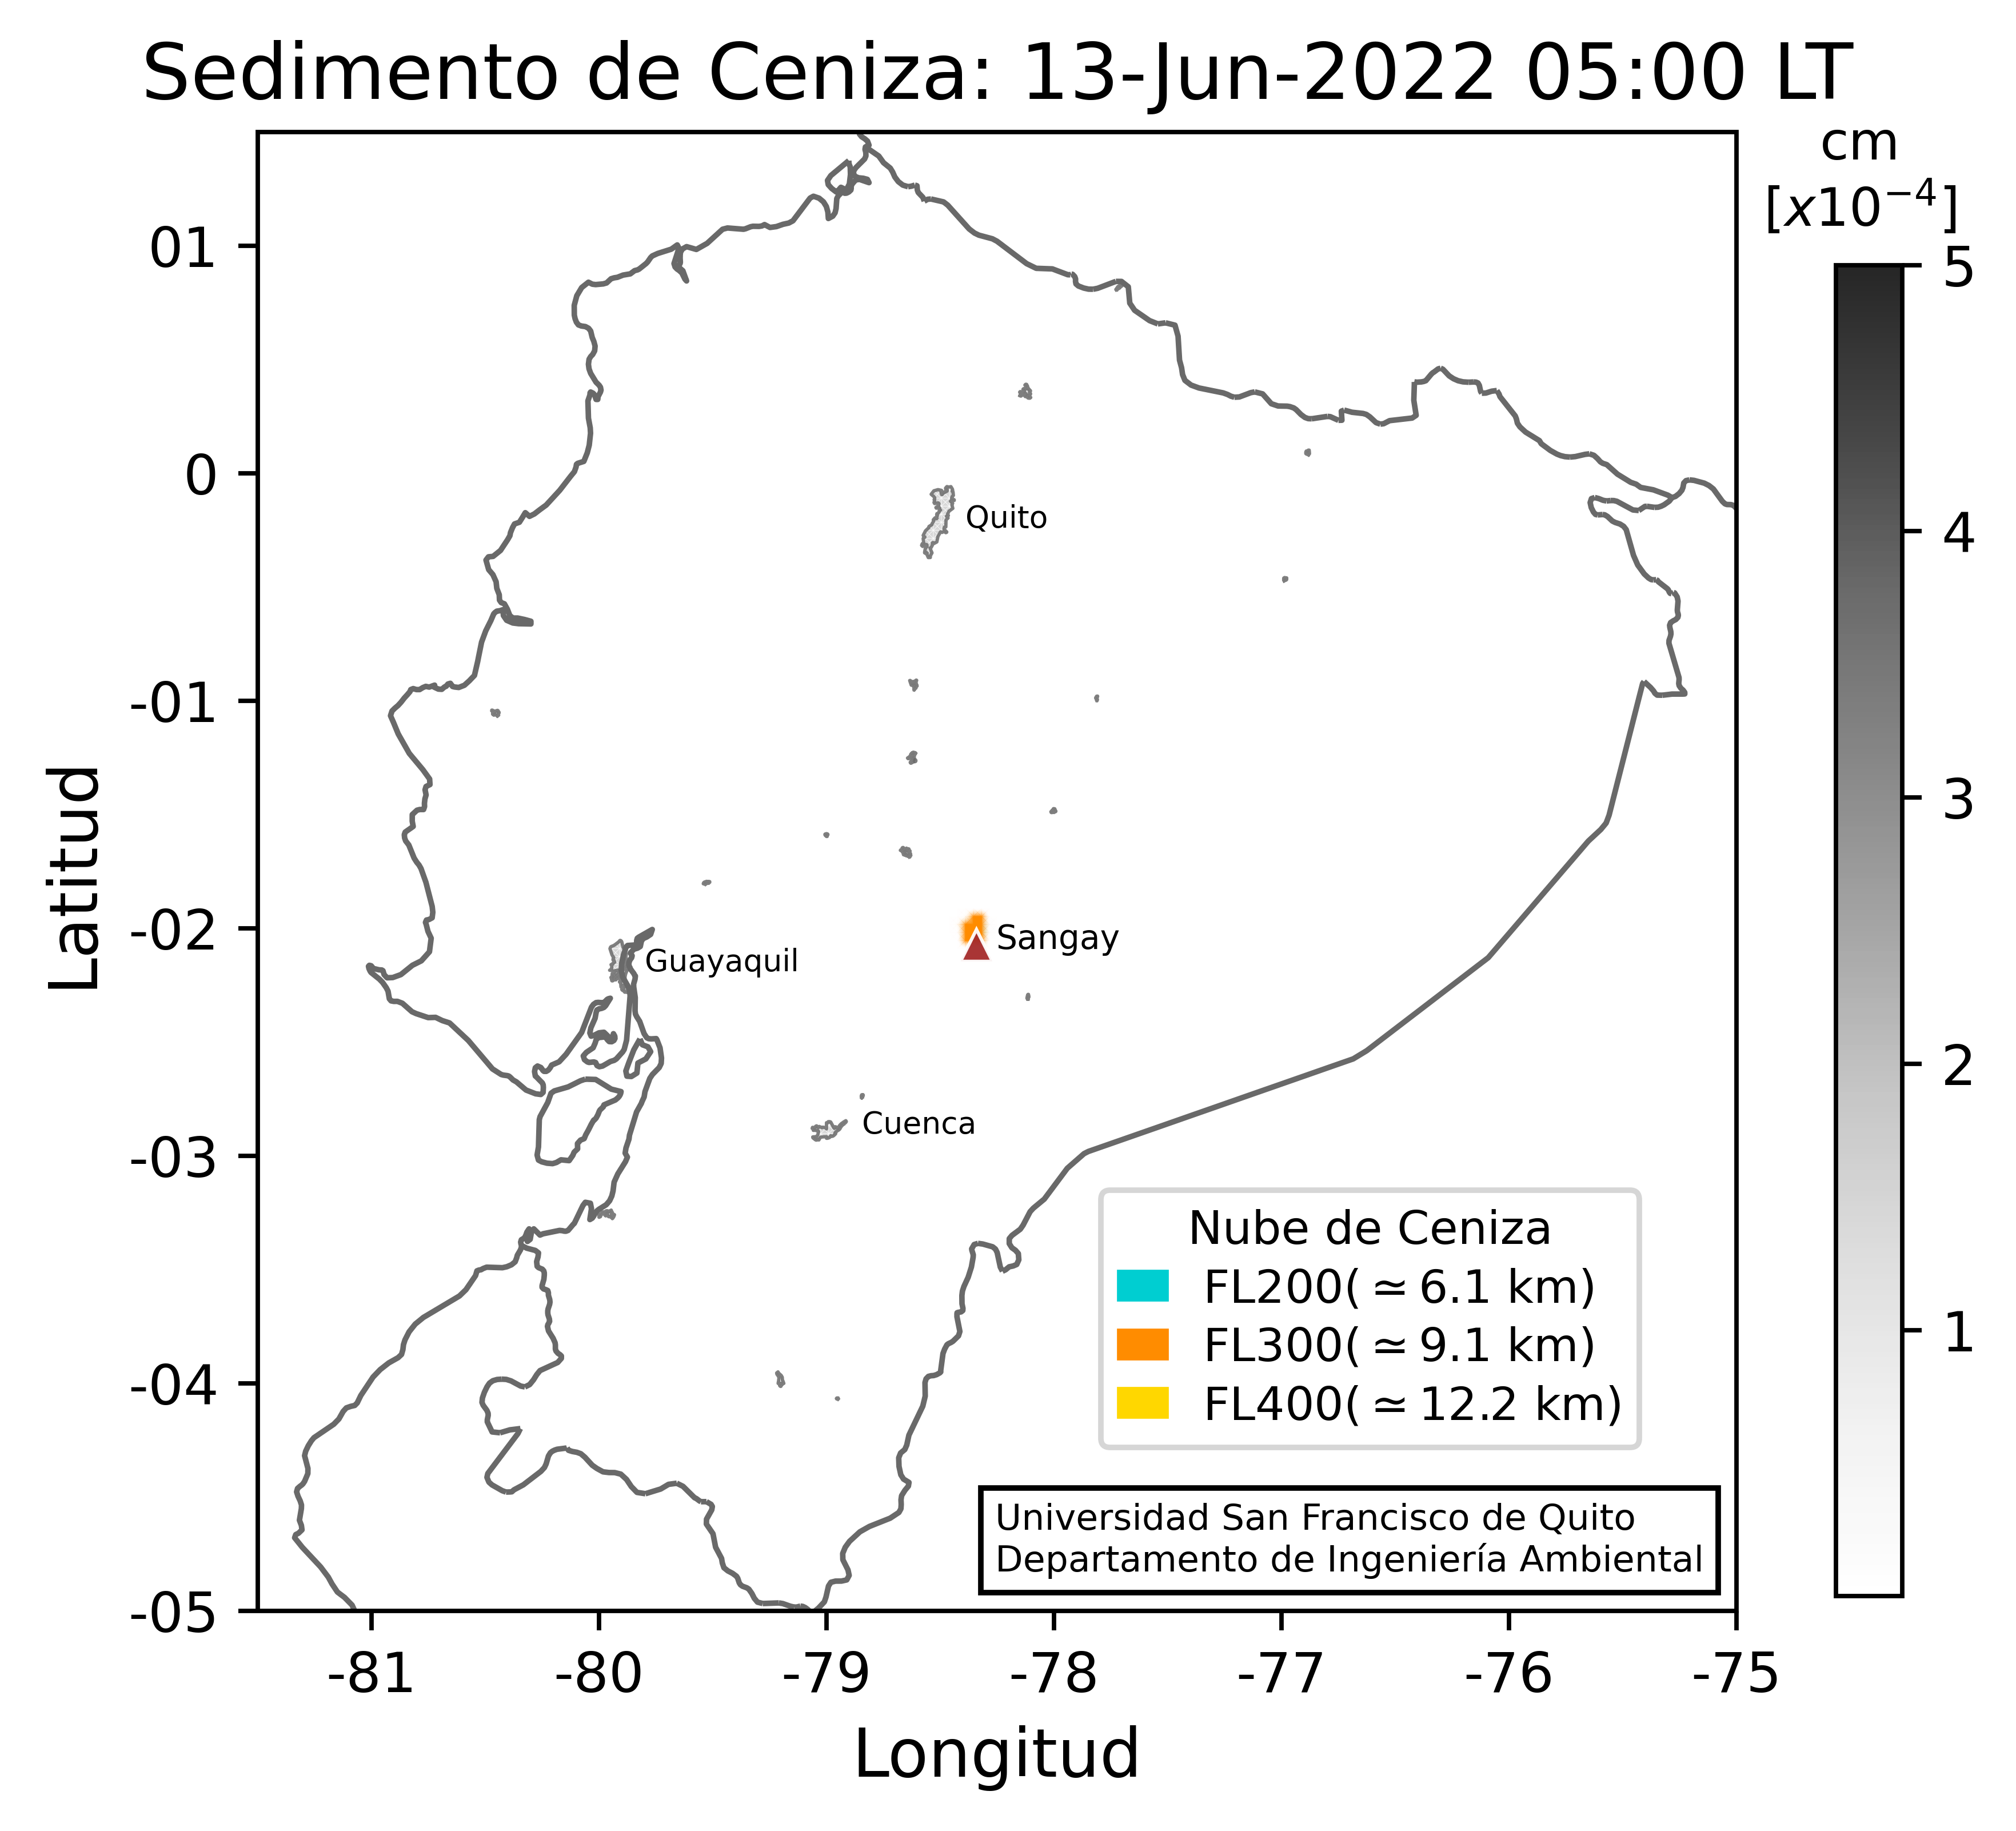 Sedimento de Ceniza: 13-Jun-2022 05:00 LT
cm
[x10⁻⁴]
5
4
3
2
1
01
0
-01
-02
-03
-04
-05
Latitud
Quito
Sangay
Guayaquil
Cuenca
Nube de Ceniza
FL200(≃6.1 km)
FL300(≃9.1 km)
FL400(≃12.2 km)
Universidad San Francisco de Quito
Departamento de Ingeniería Ambiental
-81 -80 -79 -78 -77 -76 -75
Longitud